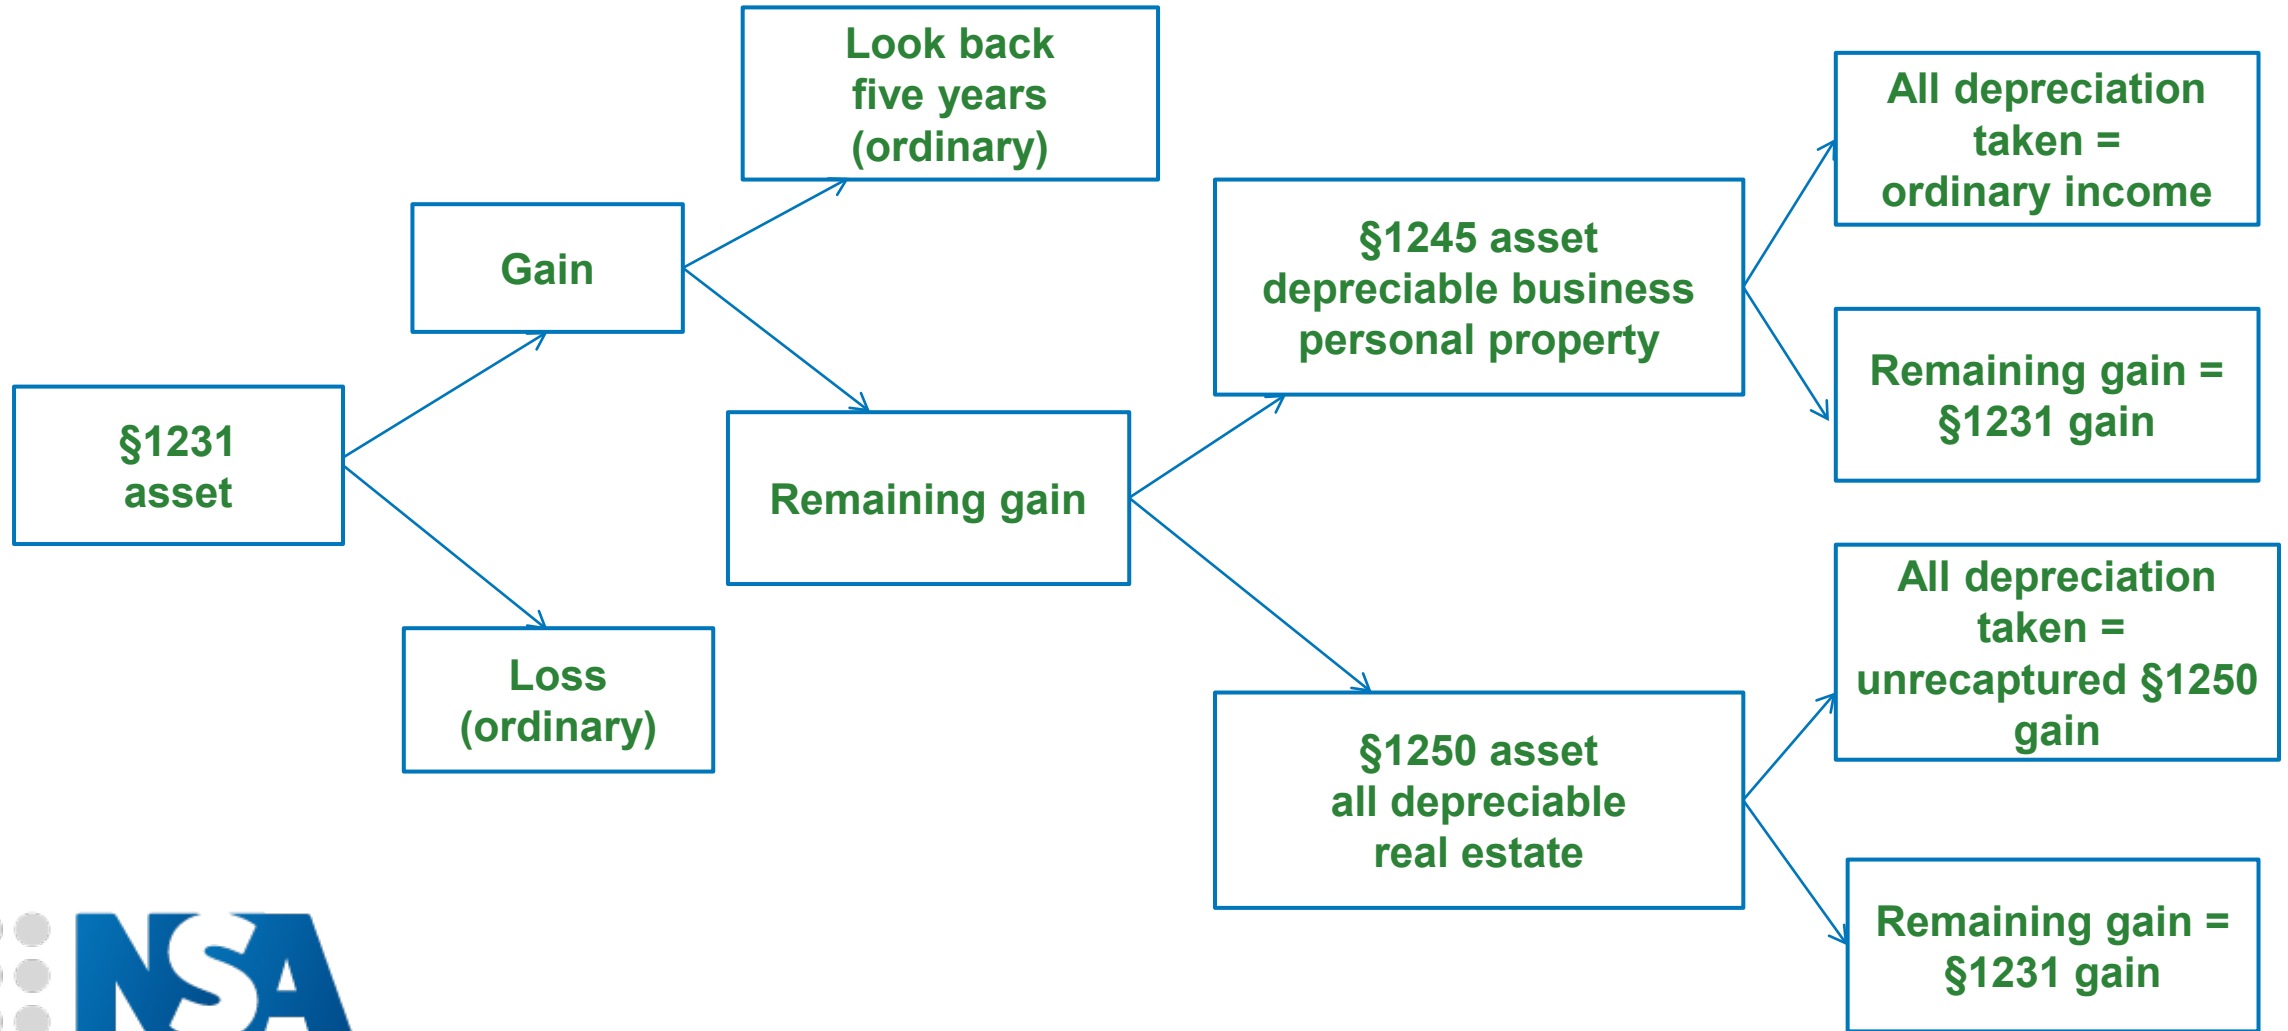 §1231
asset
Gain
Loss
(ordinary)
Look back
five years
(ordinary)
Remaining gain
§1245 asset
depreciable business
personal property
§1250 asset
all depreciable
real estate
All depreciation
taken =
ordinary income
Remaining gain =
§1231 gain
All depreciation
taken =
unrecaptured §1250
gain
Remaining gain =
§1231 gain
NSA